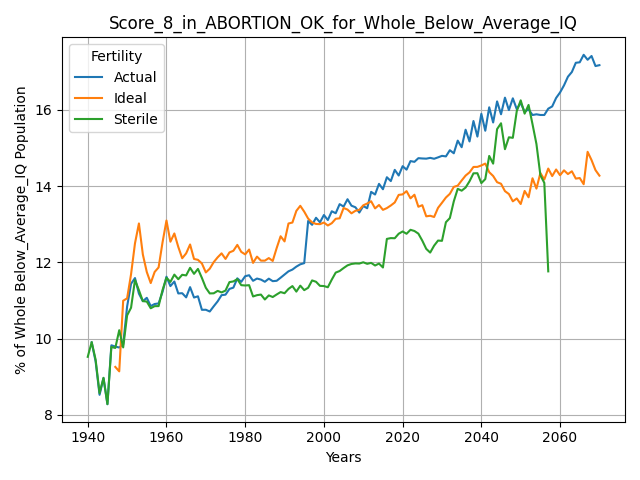 Score_8_in_ABORTION_OK_for_Whole_Below_Average_IQ
Fertility
Actual
Ideal
Sterile
% of Whole Below_Average_IQ Population
16
14
12
10
8
1940
1960
1980
2000
2020
2040
2060
Years